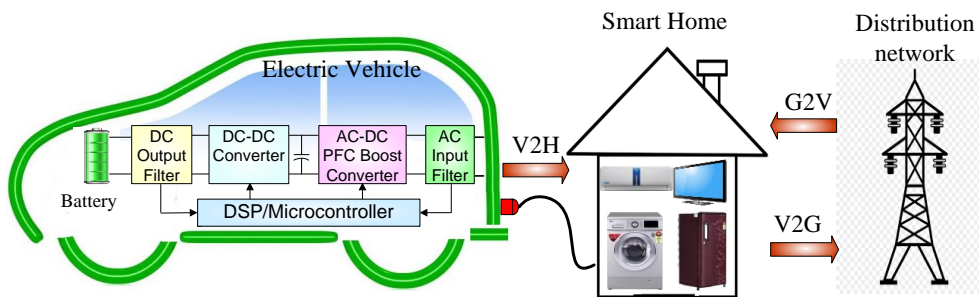 Smart Home
Distribution
network
Electric Vehicle
DC
Output
Filter
DC-DC
Converter
AC-DC
PFC Boost
Converter
AC
Input
Filter
Battery
DSP/Microcontroller
V2H
G2V
V2G